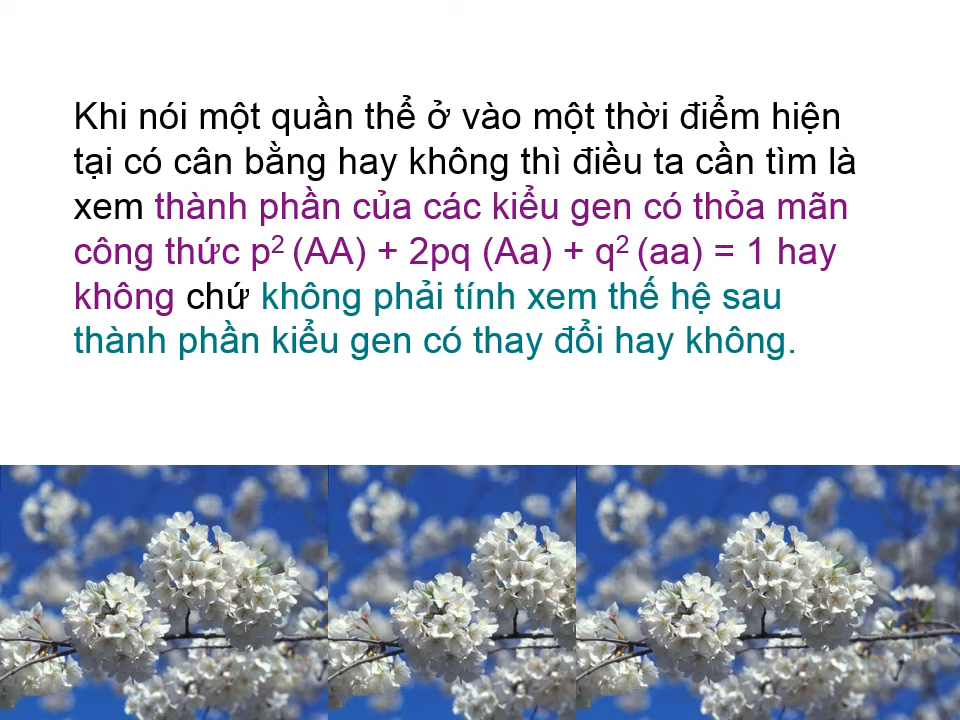 Khi nói một quần thể ở vào một thời điểm hiện
tại có cân bằng hay không thì điều ta cần tìm là
xem thành phần của các kiểu gen có thỏa mãn
công thức p² (AA) + 2pq (Aa) + q² (aa) = 1 hay
không chứ không phải tính xem thế hệ sau
thành phần kiểu gen có thay đổi hay không.